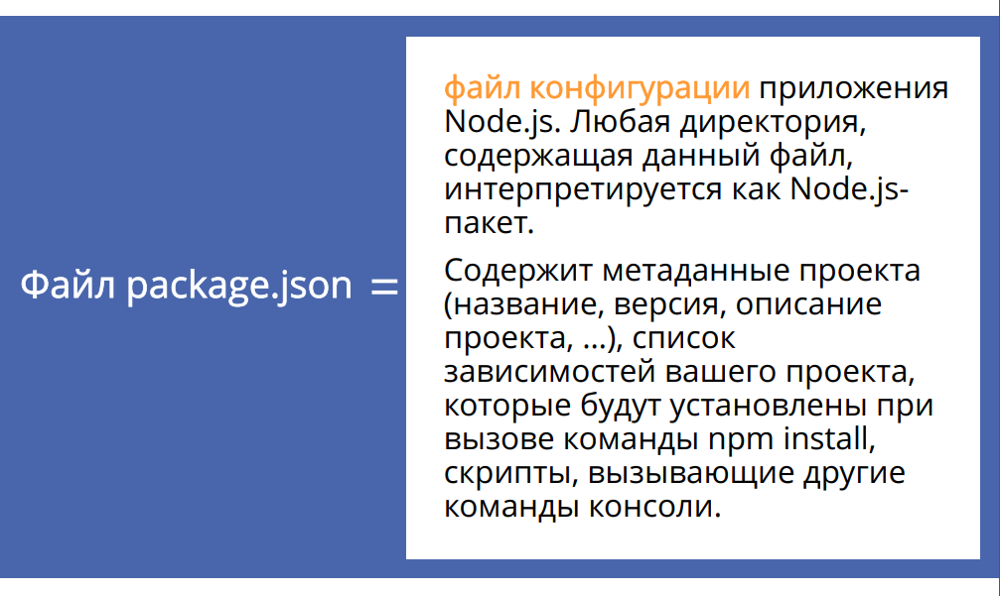 Файл package.json =
файл конфигурации приложения
Node.js. Любая директория,
содержащая данный файл,
интерпретируется как Node.js-
пакет.
Содержит метаданные проекта
(название, версия, описание
проекта, ...), список
зависимостей вашего проекта,
которые будут установлены при
вызове команды npm install,
скрипты, вызывающие другие
команды консоли.